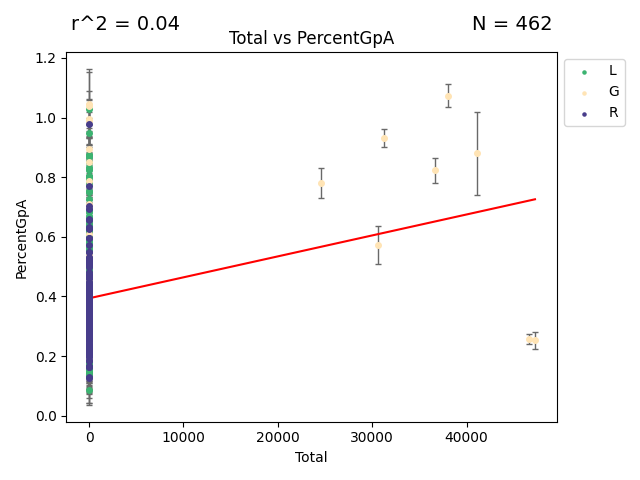 r^2 = 0.04
N = 462
Total vs PercentGpA
1.2
1.0
0.8
0.6
0.4
0.2
0.0
PercentGpA
0
10000
20000
30000
40000
Total
L
G
R